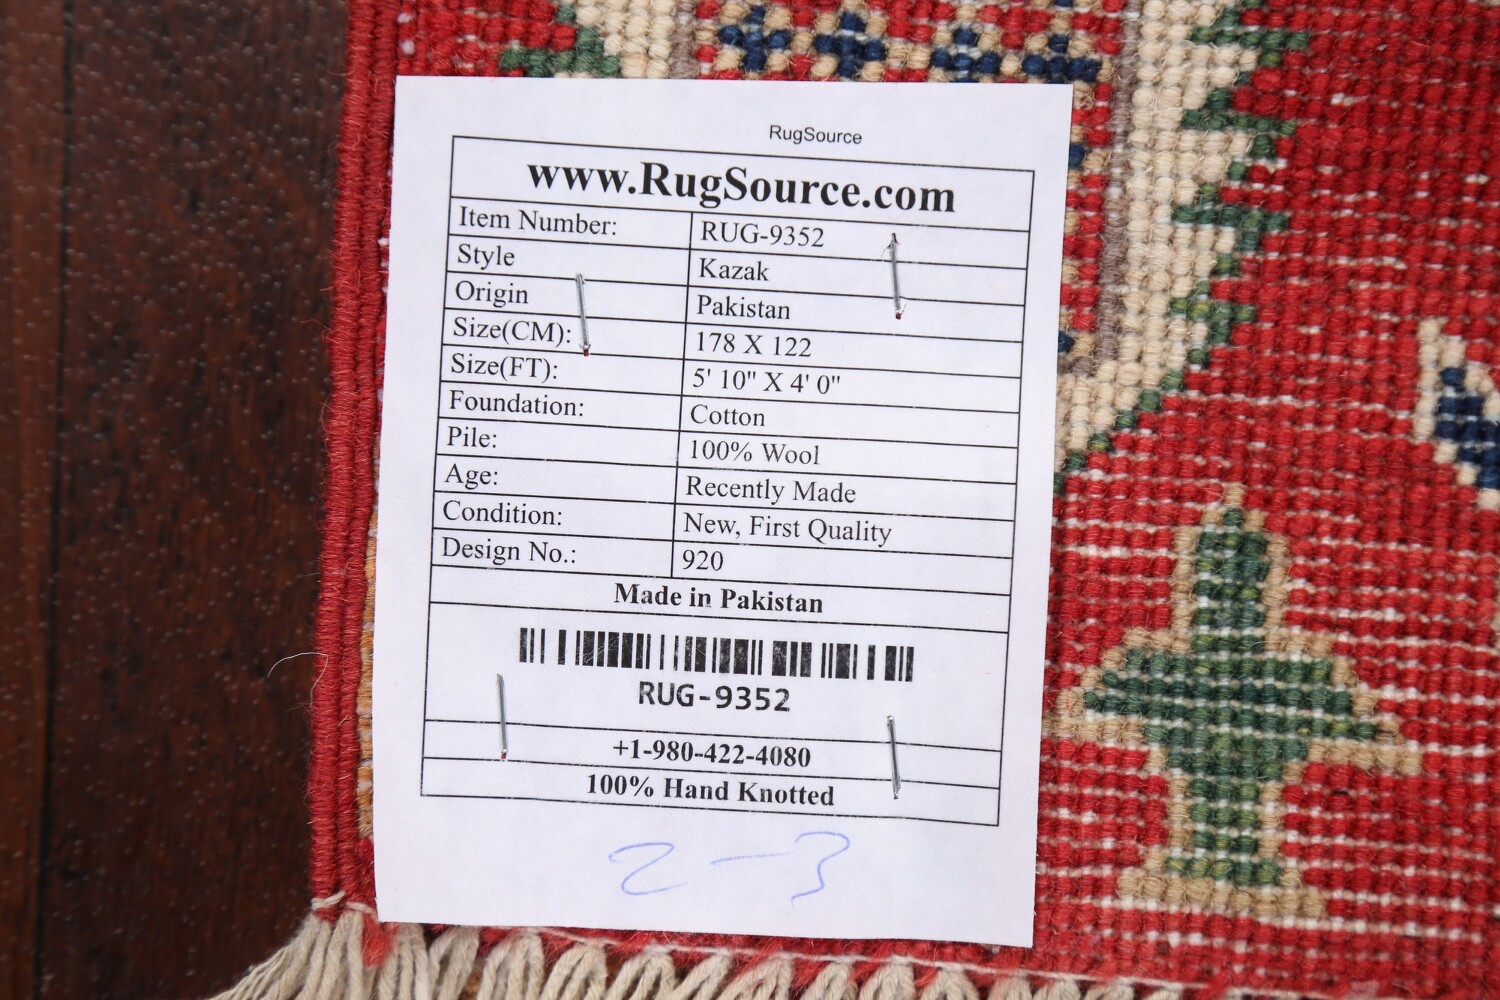 RugSource
www.RugSource.com
Item Number: RUG-9352
Style Kazak
Origin Pakistan
Size(CM): 178 X 122
Size(FT): 5' 10" X 4' 0"
Foundation: Cotton
Pile: 100% Wool
Age: Recently Made
Condition: New, First Quality
Design No.: 920
Made in Pakistan
RUG-9352
+1-980-422-4080
100% Hand Knotted
2-3